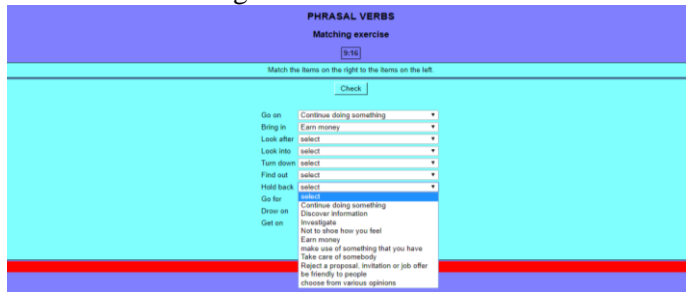 PHRASAL VERBS
Matching exercise
9:16
Match the items on the right to the items on the left.
Check
Go on Continue doing something
Bring in Earn money
Look after select
Look into select
Turn down select
Find out select
Hold back select
Go for select
Drow on Continue doing something
Discover information
Get on Investigate
Not to shoe how you feel
Earn money
make use of something that you have
Take care of somebody
Reject a proposal, invitation or job offer
be friendly to people
choose from various opinions